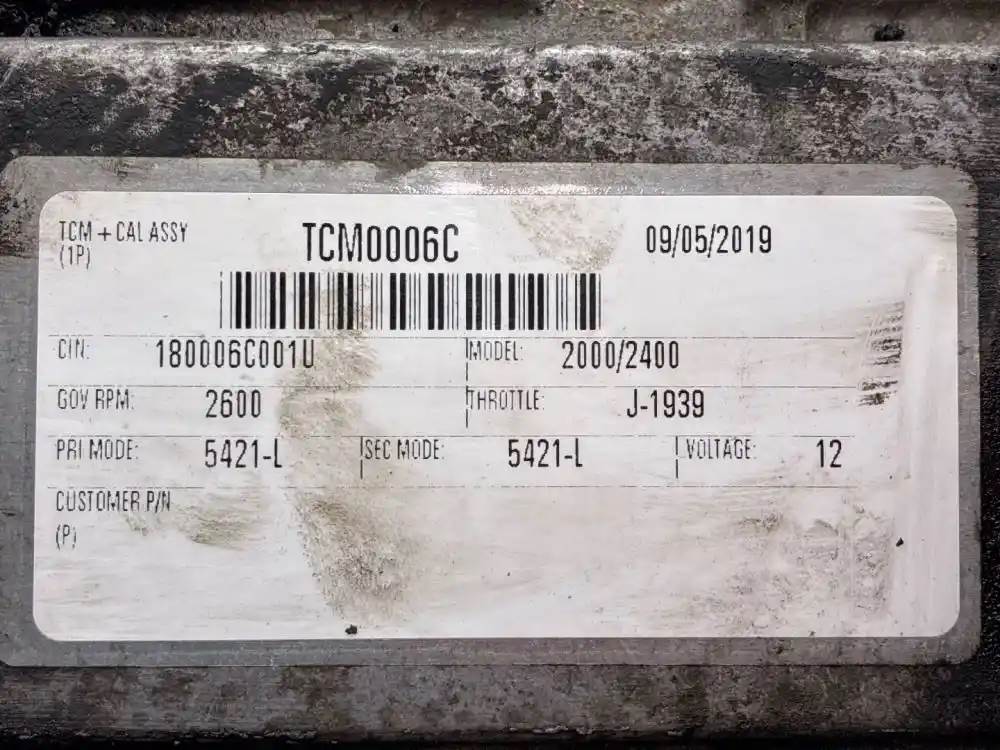 TCM + CAL ASSY TCM0006C 09/05/2019
(1P)
CIN: 180006C001U MODEL: 2000/2400
GOV RPM: 2600 THROTTLE: J-1939
PRI MODE: 5421-L SEC MODE: 5421-L VOLTAGE: 12
CUSTOMER P/N
(P)